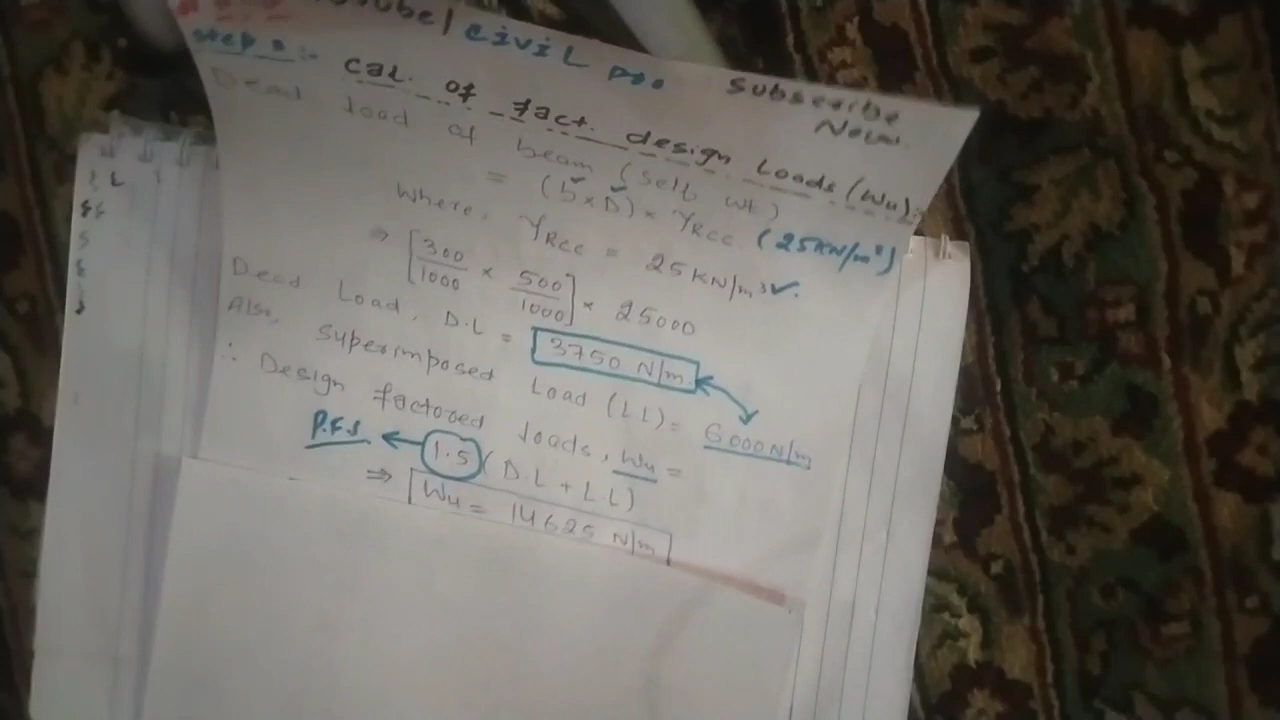 civil pro. Subscribe Now
Step :-
cal. of fact. design Loads (Wu):-
Dead load of beam (self wt)
= (b × D) × γRCC (25KN/m³)
Where, γRCC = 25KN/m³ ✓.
⇒ [300/1000 × 500/1000] × 25000
Dead Load, D.L = 3750 N/m
Also, Superimposed Load (LL) = 6000N/m
∴ Design factored loads, Wu =
P.F.S ← 1.5 (DL + LL)
⇒ Wu = 14625 N/m